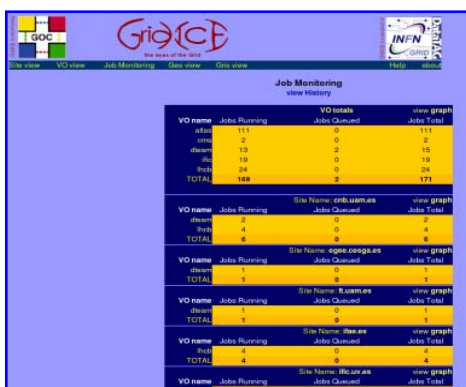 GOC
GridICE
the eyes of the Grid
INFN
GRID
DataTAG
Site view VO view Job Monitoring Geo view Gris view Help about
Job Monitoring
view History
VO totals view graph
VO name Jobs Running Jobs Queued Jobs Total
atlas 111 0 111
cms 2 0 2
dteam 13 2 15
ific 19 0 19
lhcb 24 0 24
TOTAL 169 2 171
Site Name: cnb.uam.es view graph
VO name Jobs Running Jobs Queued Jobs Total
dteam 2 0 2
lhcb 4 0 4
TOTAL 6 0 6
Site Name: egee.cesga.es view graph
VO name Jobs Running Jobs Queued Jobs Total
dteam 1 0 1
TOTAL 1 0 1
Site Name: ft.uam.es view graph
VO name Jobs Running Jobs Queued Jobs Total
dteam 1 0 1
TOTAL 1 0 1
Site Name: ifae.es view graph
VO name Jobs Running Jobs Queued Jobs Total
lhcb 4 0 4
TOTAL 4 0 4
Site Name: ific.uv.es view graph
VO name Jobs Running Jobs Queued Jobs Total